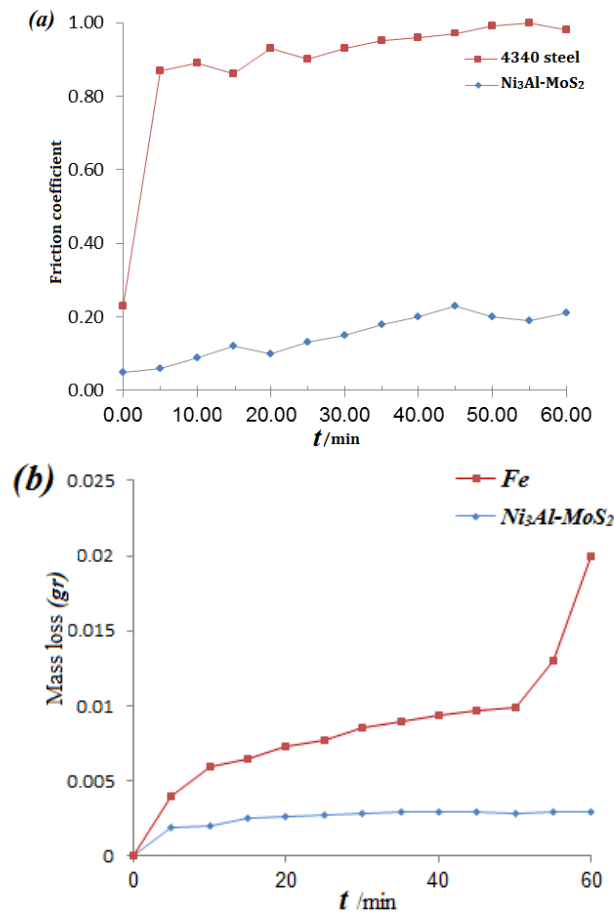 (a)
1.00
0.80
0.60
0.40
0.20
0.00
Friction coefficient
4340 steel
Ni₃Al-MoS₂
0.00 10.00 20.00 30.00 40.00 50.00 60.00
t /min
(b)
0.025
0.02
0.015
0.01
0.005
0
Mass loss (gr)
Fe
Ni₃Al-MoS₂
0 20 40 60
t /min